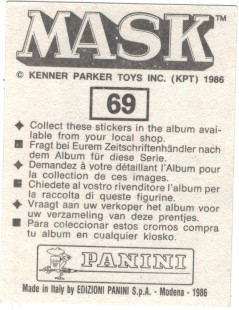 MASK™
© KENNER PARKER TOYS INC. (KPT) 1986
69
Collect these stickers in the album avai-
lable from your local shop.
Fragt bei Eurem Zeitschriftenhändler nach
dem Album für diese Serie.
Demandez à votre détaillant l'Album pour
la collection de ces images.
Chiedete al vostro rivenditore l'album per
la raccolta di queste figurine.
Vraagt aan uw verkoper het album voor
uw verzameling van deze prentjes.
Para coleccionar estos cromos compra
tu album en cualquier kiosko.
PANINI
Made in Italy by EDIZIONI PANINI S.p.A. - Modena - 1986